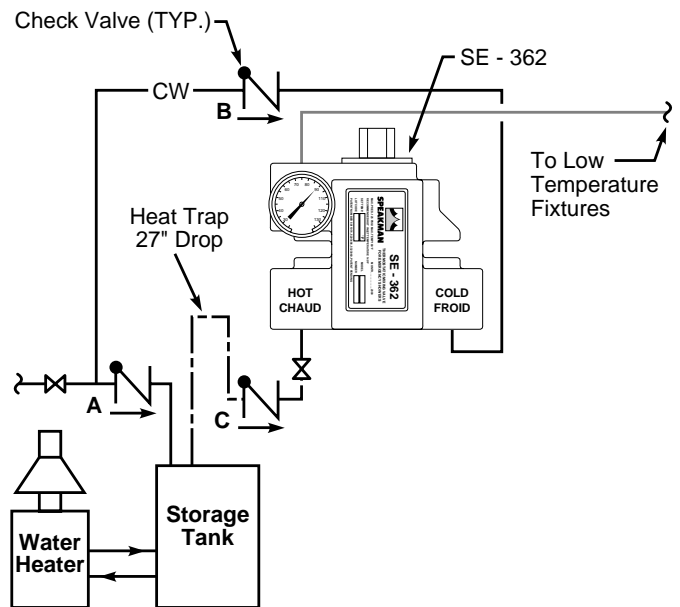 Check Valve (TYP.)
SE - 362
CW
B
To Low
Temperature
Fixtures
Heat Trap
27" Drop
SPEAKMAN
SE - 362
HOT
CHAUD
COLD
FROID
A
C
Storage
Tank
Water
Heater